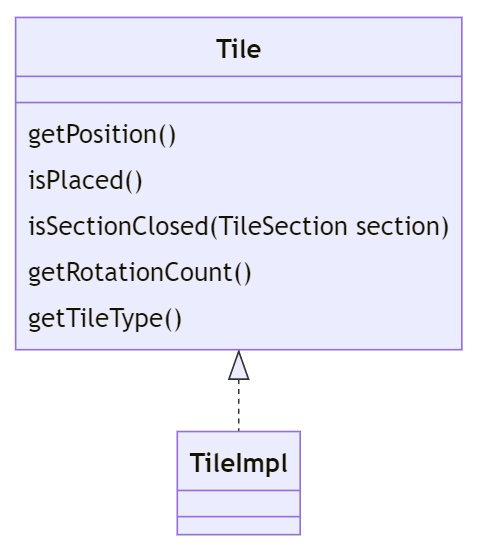 Tile
getPosition()
isPlaced()
isSectionClosed(TileSection section)
getRotationCount()
getTileType()
TileImpl